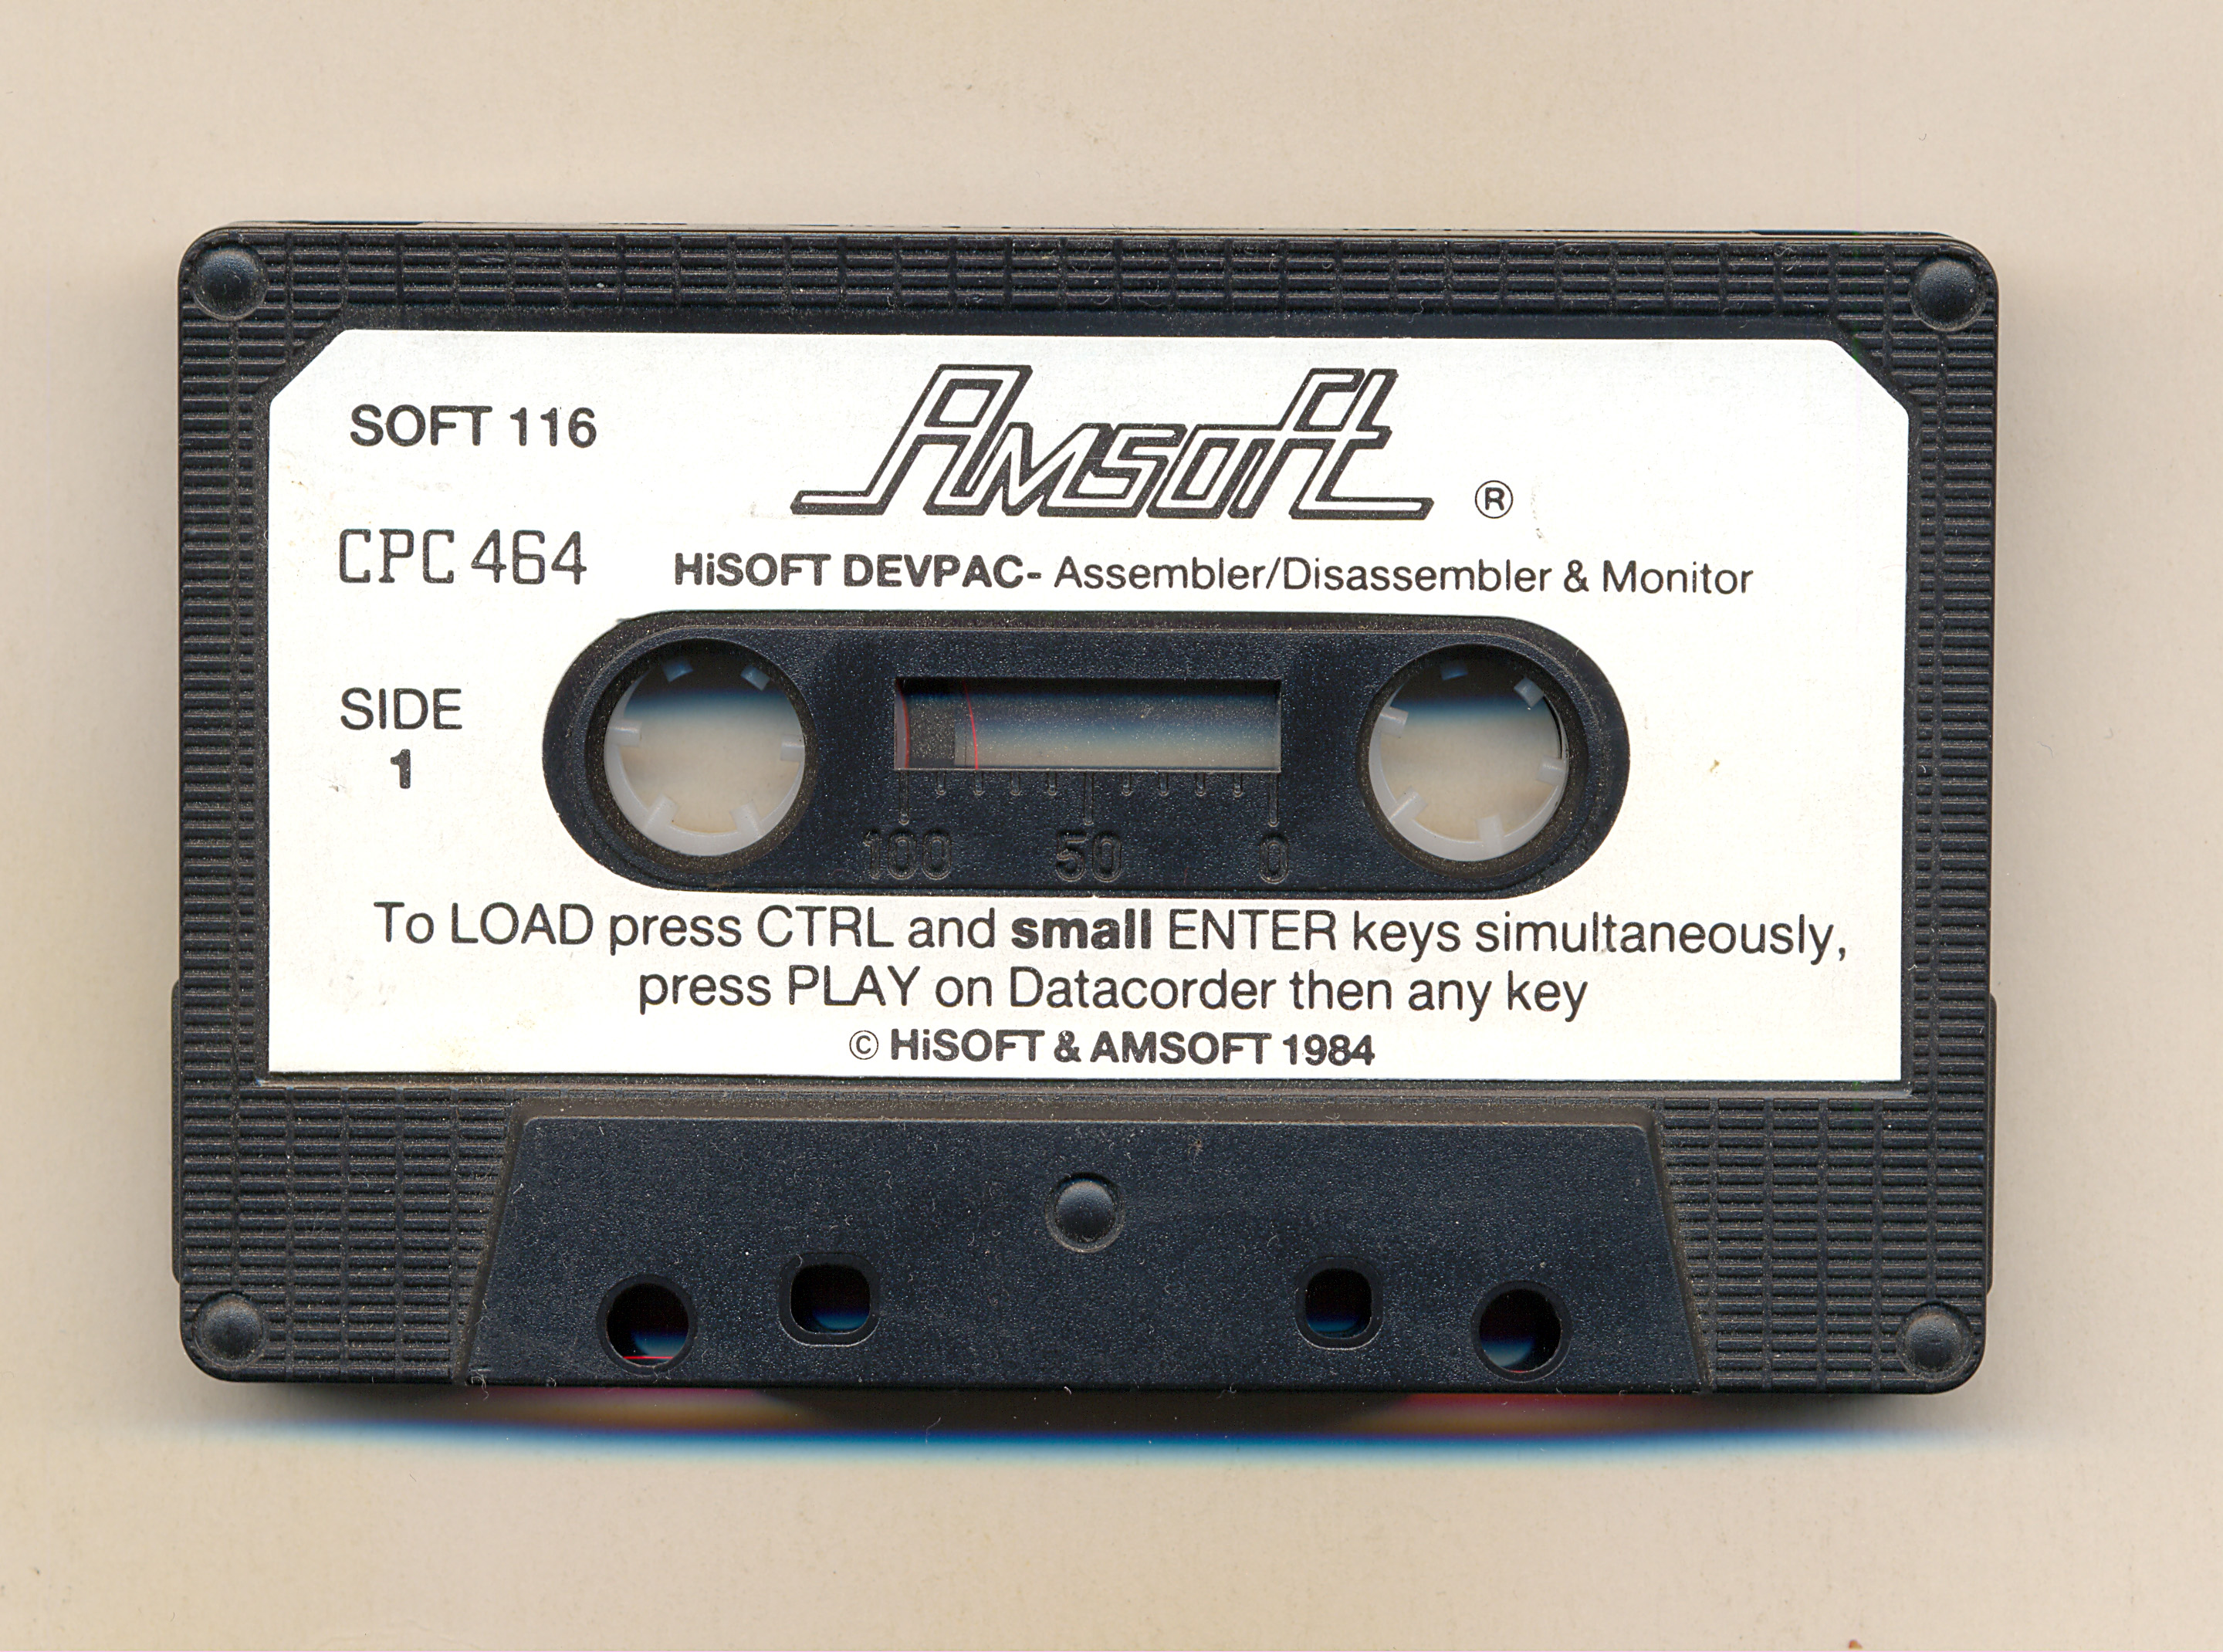 SOFT 116
Amsoft ®
CPC 464
HiSOFT DEVPAC- Assembler/Disassembler & Monitor
SIDE
1
100 50 0
To LOAD press CTRL and small ENTER keys simultaneously,
press PLAY on Datacorder then any key
© HiSOFT & AMSOFT 1984